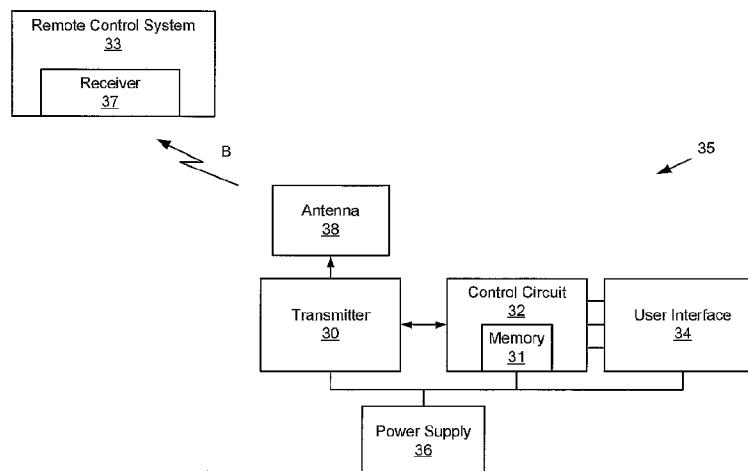 Remote Control System
33
Receiver
37
B
35
Antenna
38
Transmitter
30
Control Circuit
32
Memory
31
User Interface
34
Power Supply
36